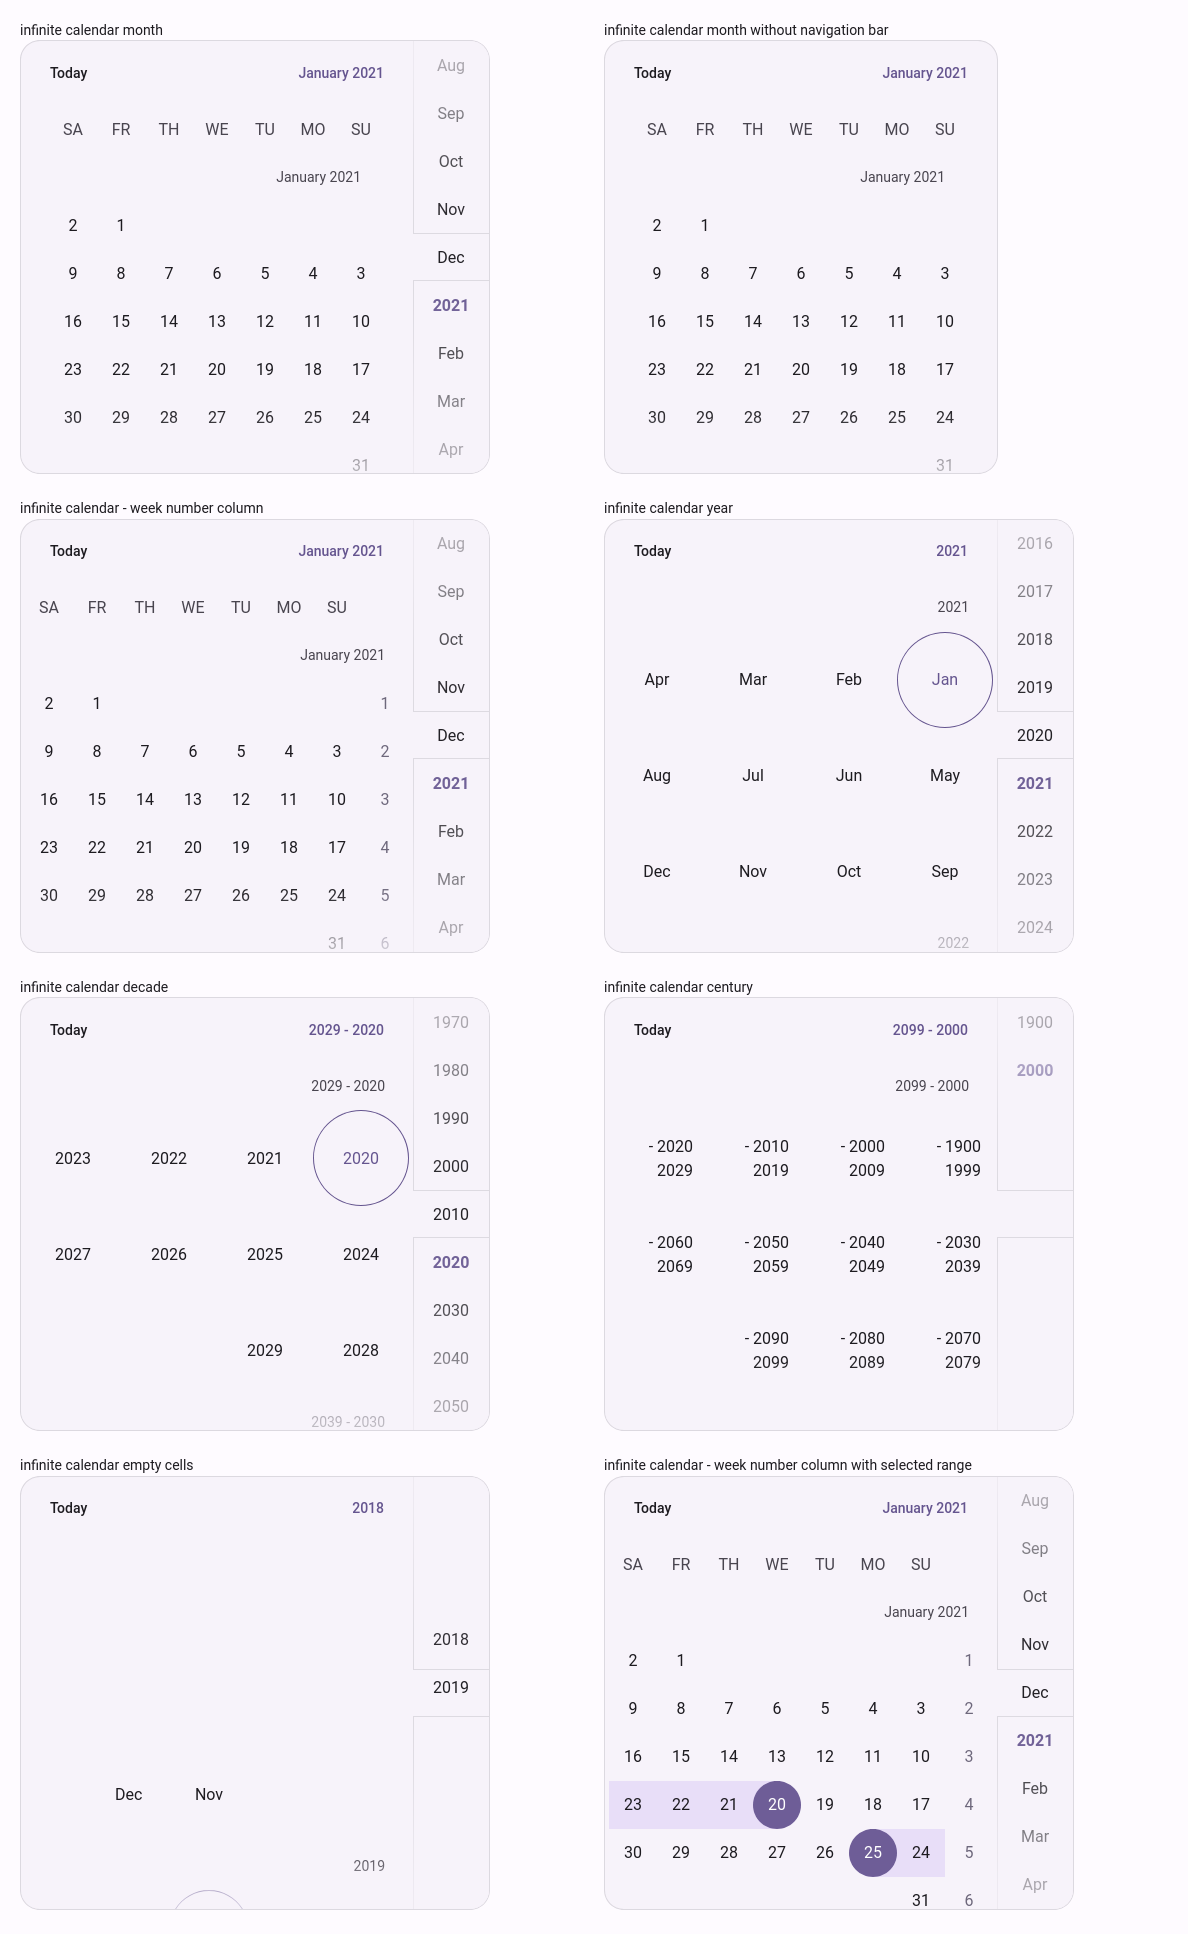 infinite calendar month
Today January 2021
SA FR TH WE TU MO SU
January 2021
2 1
9 8 7 6 5 4 3
16 15 14 13 12 11 10
23 22 21 20 19 18 17
30 29 28 27 26 25 24
31
Aug
Sep
Oct
Nov
Dec
2021
Feb
Mar
Apr
infinite calendar month without navigation bar
Today January 2021
SA FR TH WE TU MO SU
January 2021
2 1
9 8 7 6 5 4 3
16 15 14 13 12 11 10
23 22 21 20 19 18 17
30 29 28 27 26 25 24
31
infinite calendar - week number column
Today January 2021
SA FR TH WE TU MO SU
January 2021
2 1 1
9 8 7 6 5 4 3 2
16 15 14 13 12 11 10 3
23 22 21 20 19 18 17 4
30 29 28 27 26 25 24 5
31 6
Aug
Sep
Oct
Nov
Dec
2021
Feb
Mar
Apr
infinite calendar year
Today 2021
2021
Apr Mar Feb Jan
Aug Jul Jun May
Dec Nov Oct Sep
2022
2016
2017
2018
2019
2020
2021
2022
2023
2024
infinite calendar decade
Today 2029 - 2020
2029 - 2020
2023 2022 2021 2020
2027 2026 2025 2024
2029 2028
2039 - 2030
1970
1980
1990
2000
2010
2020
2030
2040
2050
infinite calendar century
Today 2099 - 2000
2099 - 2000
- 2020 - 2010 - 2000 - 1900
2029 2019 2009 1999
- 2060 - 2050 - 2040 - 2030
2069 2059 2049 2039
- 2090 - 2080 - 2070
2099 2089 2079
1900
2000
infinite calendar empty cells
Today 2018
Dec Nov
2019
2018
2019
infinite calendar - week number column with selected range
Today January 2021
SA FR TH WE TU MO SU
January 2021
2 1 1
9 8 7 6 5 4 3 2
16 15 14 13 12 11 10 3
23 22 21 20 19 18 17 4
30 29 28 27 26 25 24 5
31 6
Aug
Sep
Oct
Nov
Dec
2021
Feb
Mar
Apr